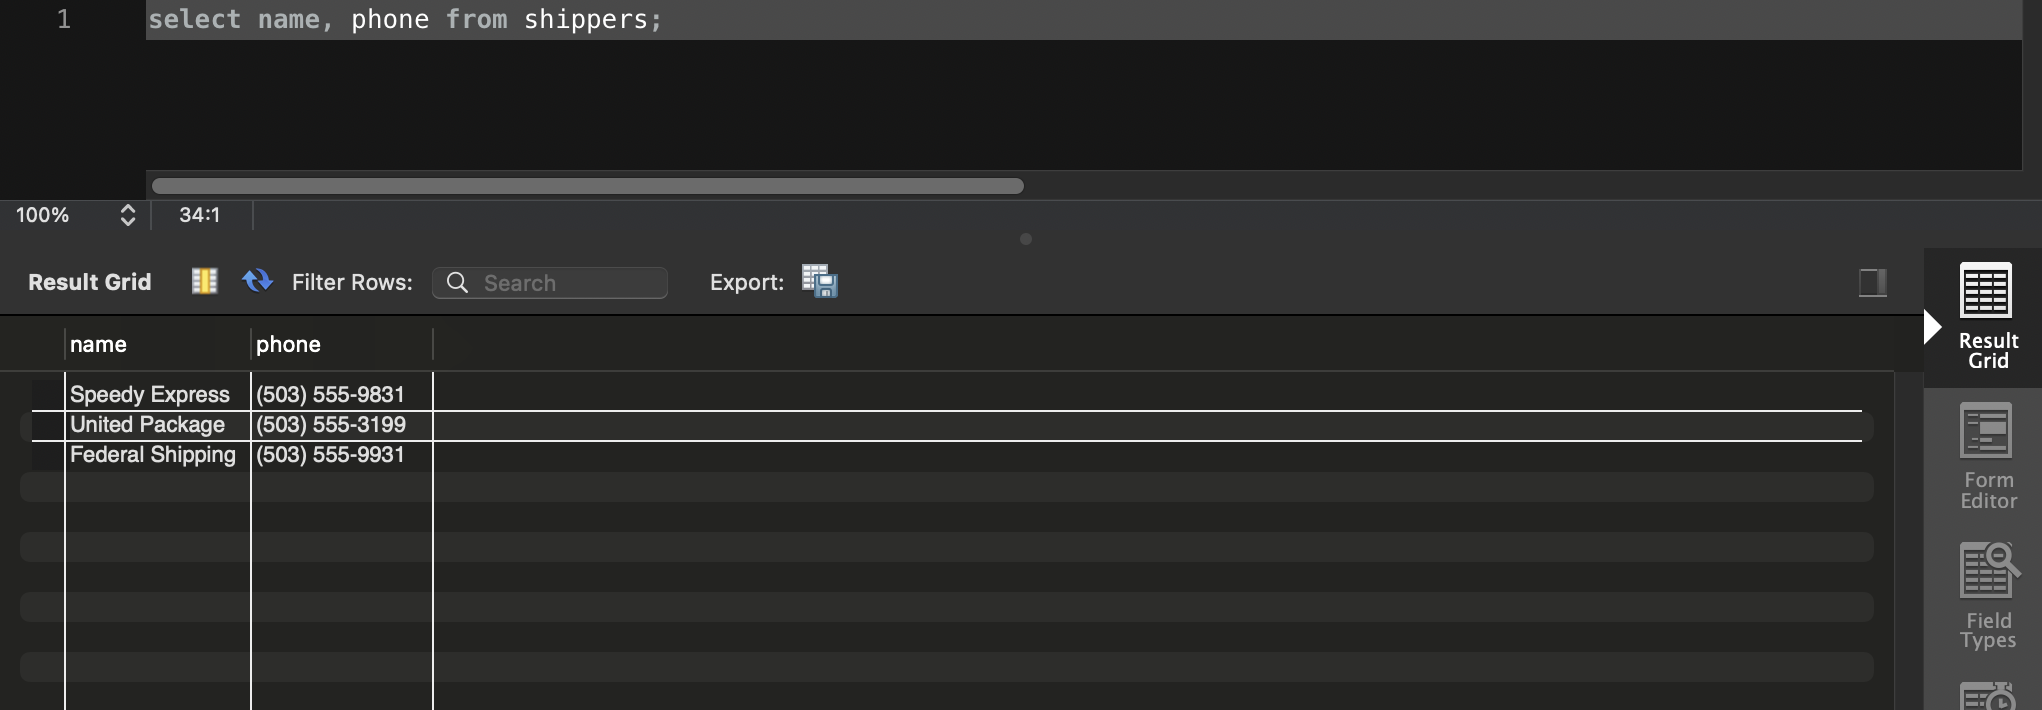 1 select name, phone from shippers;
100% 34:1
Result Grid Filter Rows: Search Export:
name phone
Speedy Express (503) 555-9831
United Package (503) 555-3199
Federal Shipping (503) 555-9931
Result
Grid
Form
Editor
Field
Types